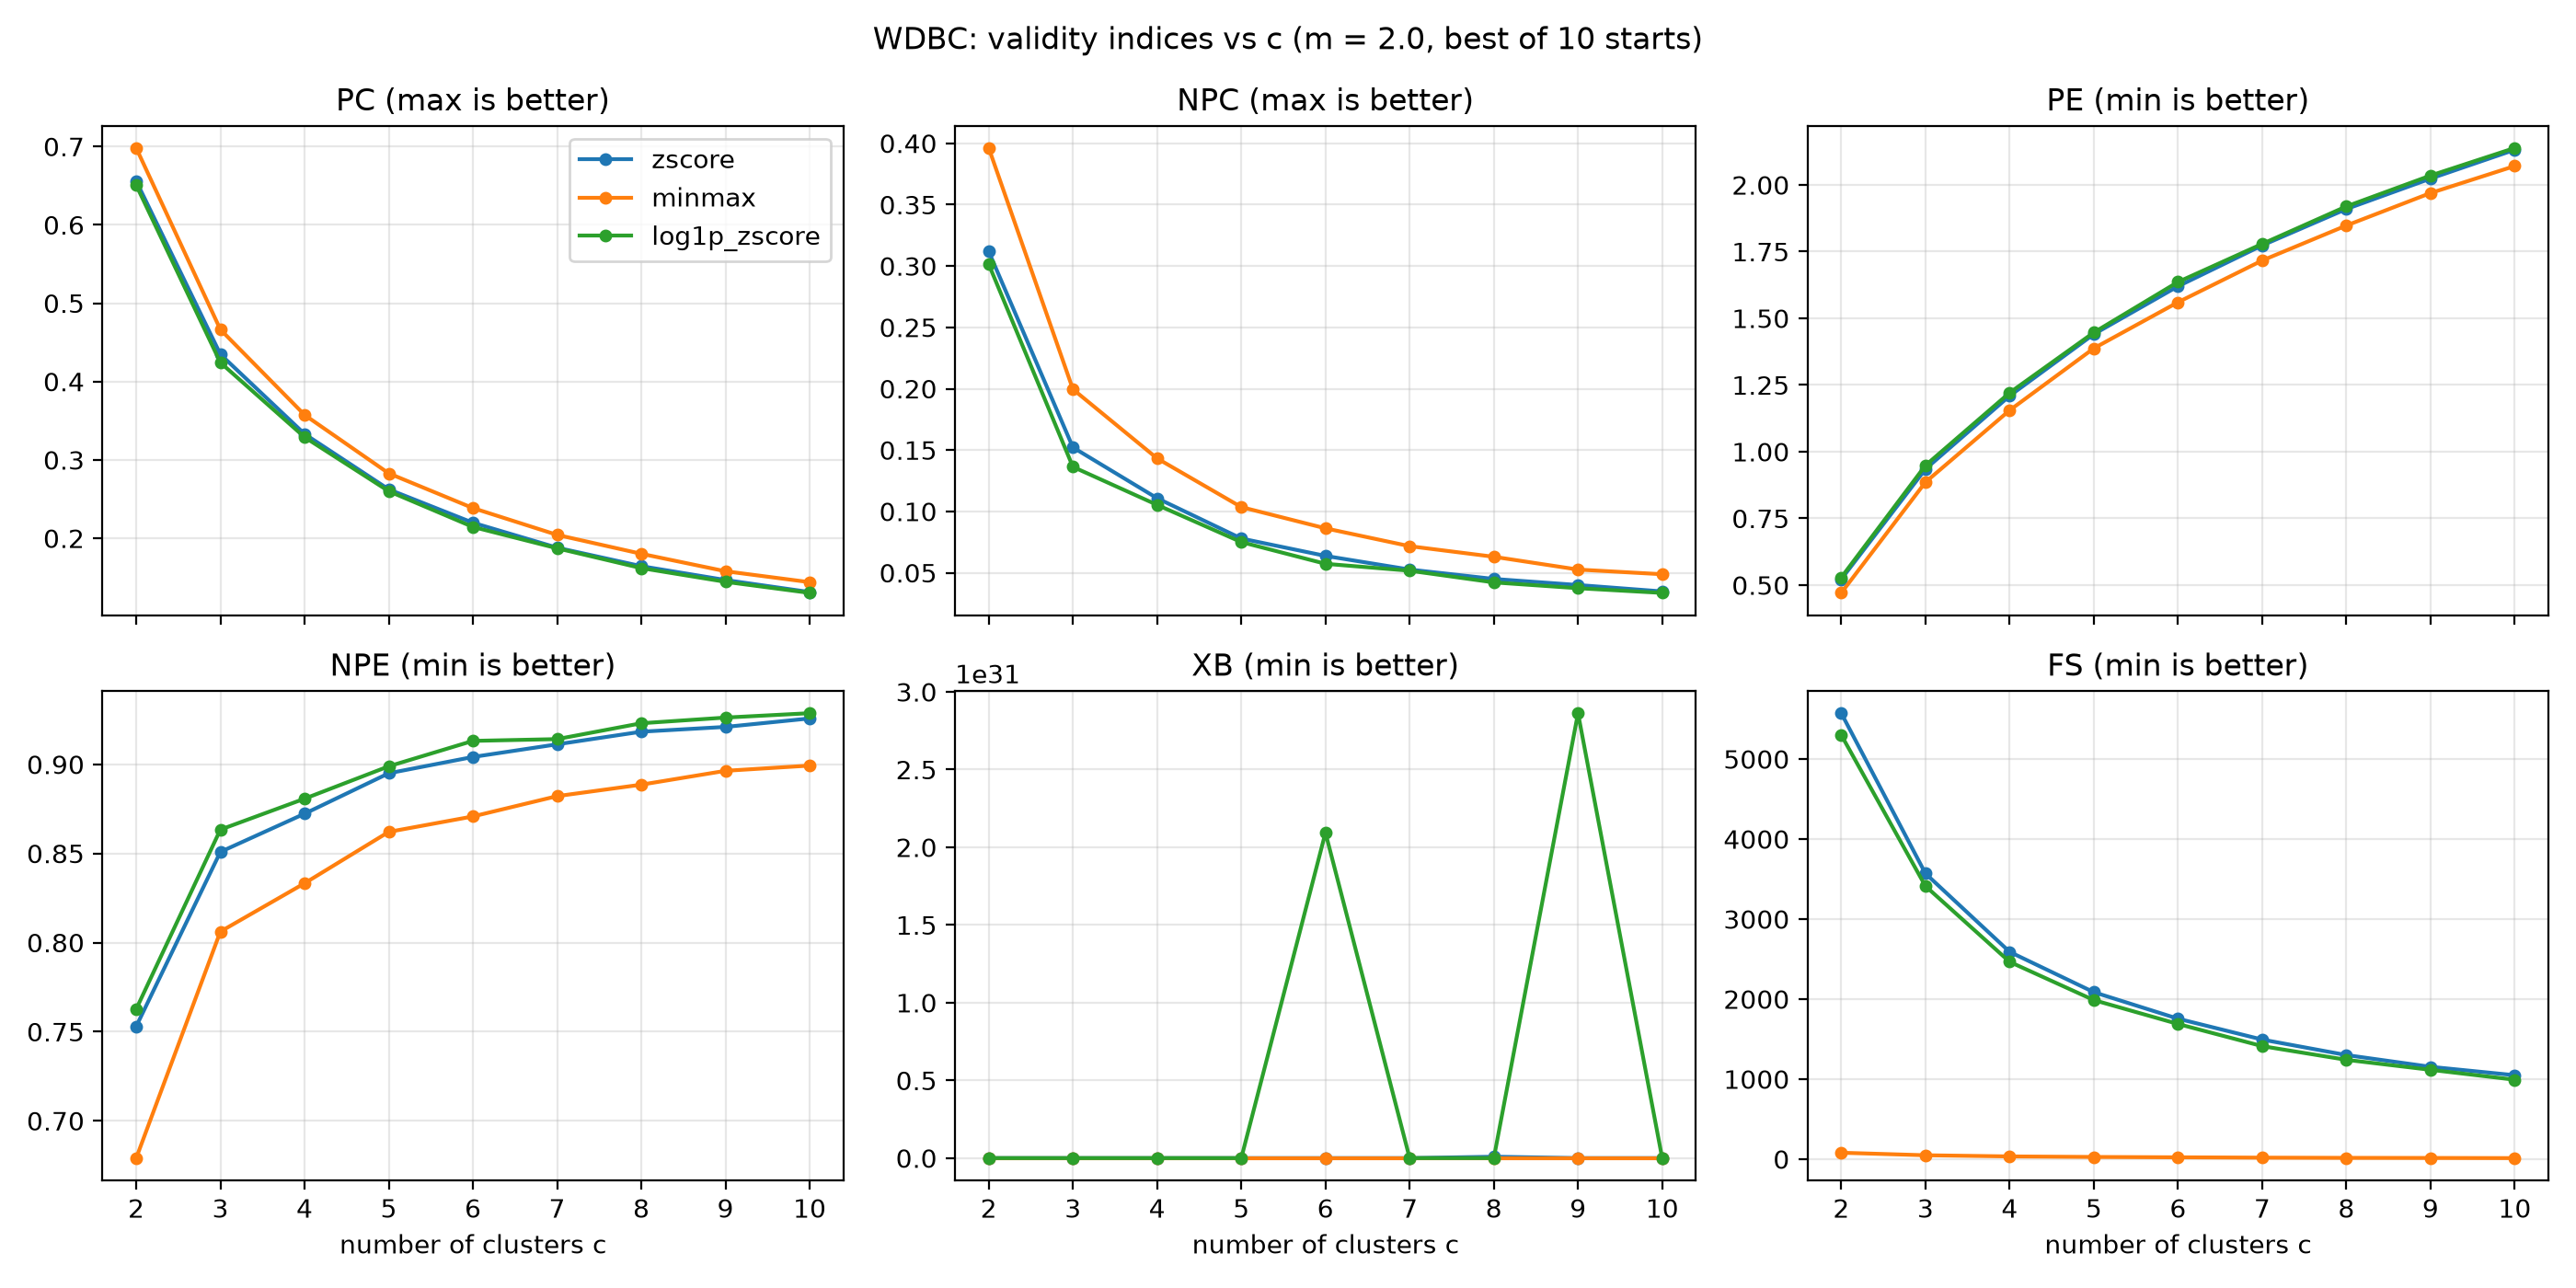 WDBC: validity indices vs c (m = 2.0, best of 10 starts)
PC (max is better)
0.7
0.6
0.5
0.4
0.3
0.2
zscore
minmax
log1p_zscore
NPC (max is better)
0.40
0.35
0.30
0.25
0.20
0.15
0.10
0.05
PE (min is better)
2.00
1.75
1.50
1.25
1.00
0.75
0.50
NPE (min is better)
0.90
0.85
0.80
0.75
0.70
2 3 4 5 6 7 8 9 10
number of clusters c
XB (min is better)
1e31
3.0
2.5
2.0
1.5
1.0
0.5
0.0
2 3 4 5 6 7 8 9 10
number of clusters c
FS (min is better)
5000
4000
3000
2000
1000
0
2 3 4 5 6 7 8 9 10
number of clusters c